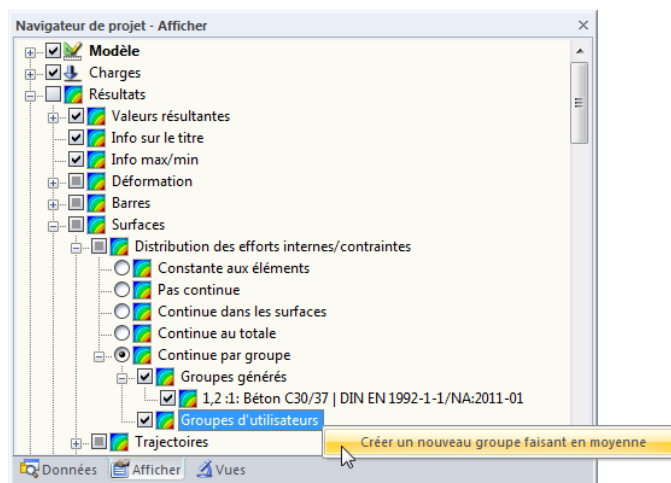 Navigateur de projet - Afficher
Modèle
Charges
Résultats
Valeurs résultantes
Info sur le titre
Info max/min
Déformation
Barres
Surfaces
Distribution des efforts internes/contraintes
Constante aux éléments
Pas continue
Continue dans les surfaces
Continue au totale
Continue par groupe
Groupes générés
1,2 :1: Béton C30/37 | DIN EN 1992-1-1/NA:2011-01
Groupes d'utilisateurs
Créer un nouveau groupe faisant en moyenne
Trajectoires
Données Afficher Vues